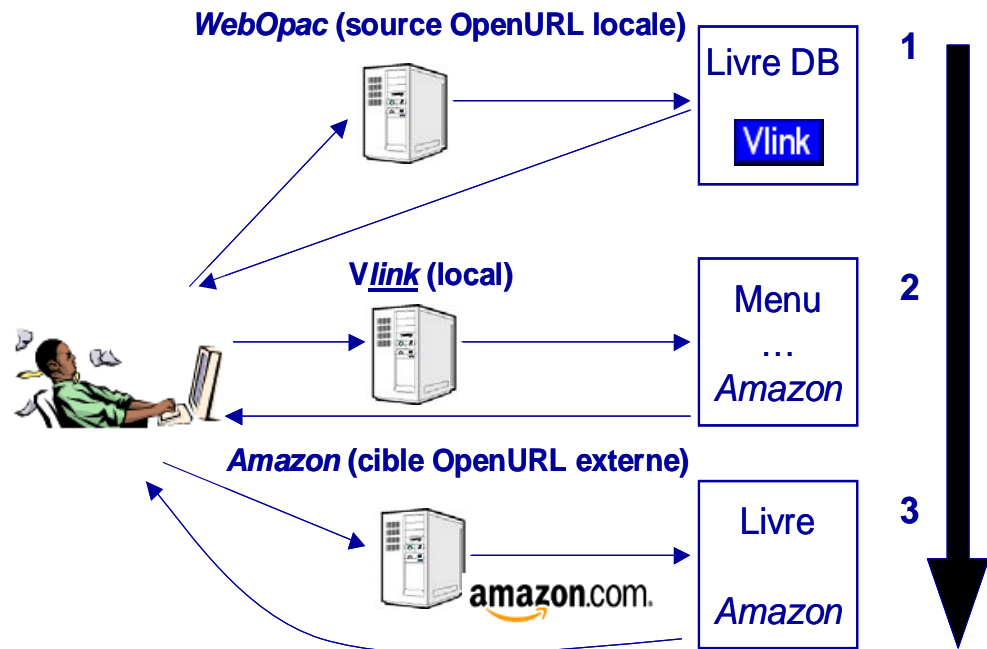 WebOpac (source OpenURL locale)
Livre DB
Vlink
1
Vlink (local)
Menu
...
Amazon
2
Amazon (cible OpenURL externe)
amazon.com.
Livre
Amazon
3